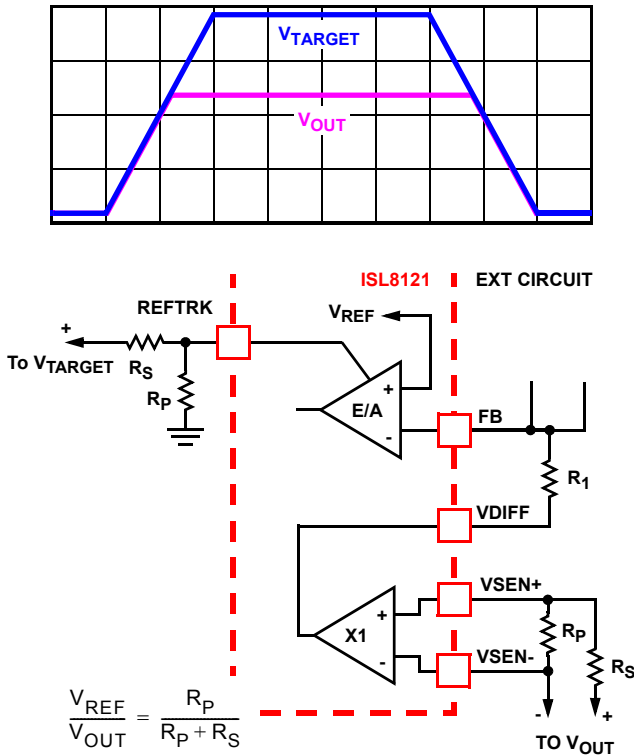 VTARGET
VOUT
ISL8121 EXT CIRCUIT
REFTRK
VREF
+
To VTARGET
RS
RP
+
E/A
-
FB
R1
VDIFF
VSEN+
+
X1
-
RP
VSEN-
RS
- +
TO VOUT
VREF / VOUT = RP / RP + RS